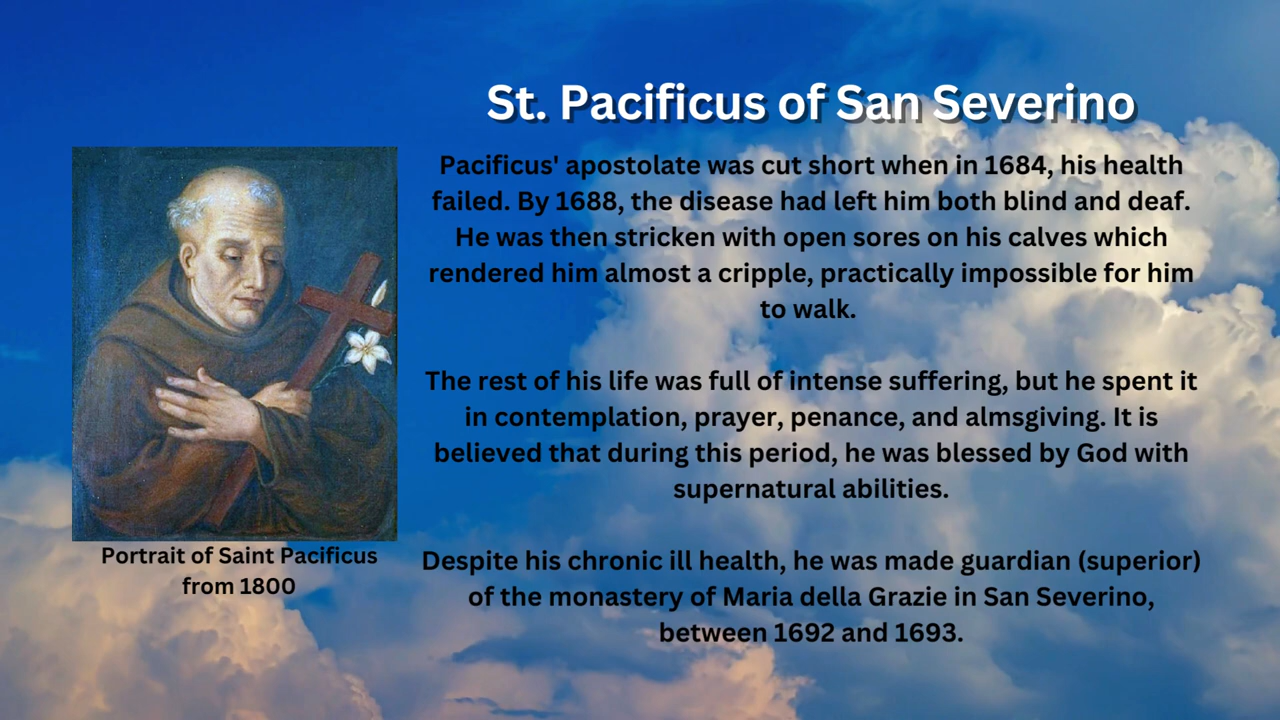 St. Pacificus of San Severino
Pacificus' apostolate was cut short when in 1684, his health
failed. By 1688, the disease had left him both blind and deaf.
He was then stricken with open sores on his calves which
rendered him almost a cripple, practically impossible for him
to walk.
The rest of his life was full of intense suffering, but he spent it
in contemplation, prayer, penance, and almsgiving. It is
believed that during this period, he was blessed by God with
supernatural abilities.
Despite his chronic ill health, he was made guardian (superior)
of the monastery of Maria della Grazie in San Severino,
between 1692 and 1693.
Portrait of Saint Pacificus
from 1800